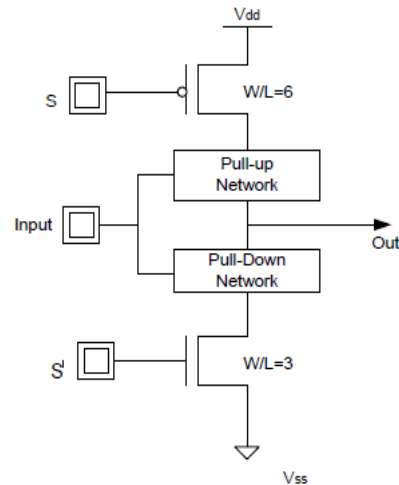 Vdd
S
W/L=6
Pull-up
Network
Input
Out
Pull-Down
Network
S'
W/L=3
Vss